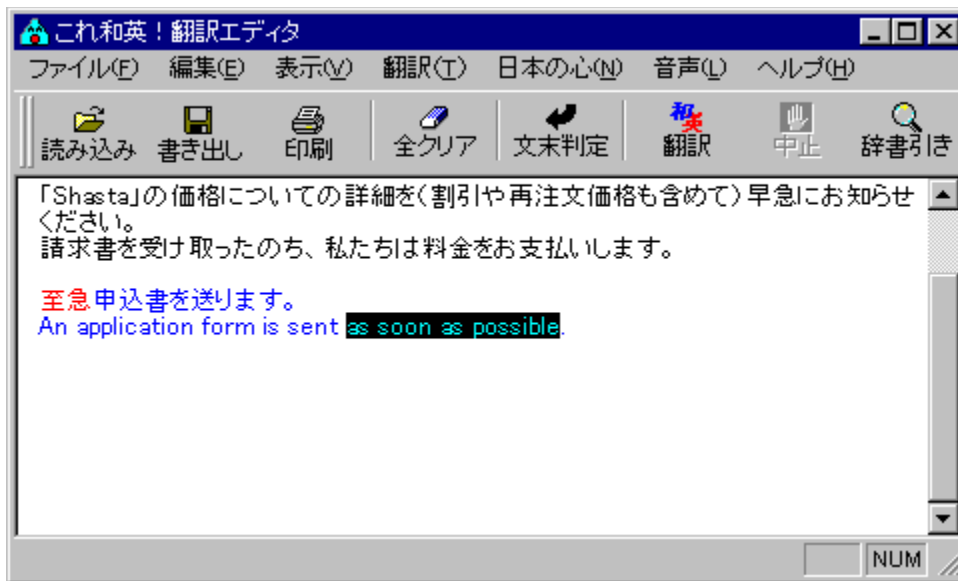 これ和英！翻訳エディタ
ファイル(F) 編集(E) 表示(V) 翻訳(T) 日本の心(N) 音声(L) ヘルプ(H)
和英
読み込み 書き出し 印刷 全クリア 文末判定 翻訳 中止 辞書引き
「Shasta」の価格についての詳細を(割引や再注文価格も含めて)早急にお知らせ
ください。
請求書を受け取ったのち、私たちは料金をお支払いします。
至急申込書を送ります。
An application form is sent as soon as possible.
NUM